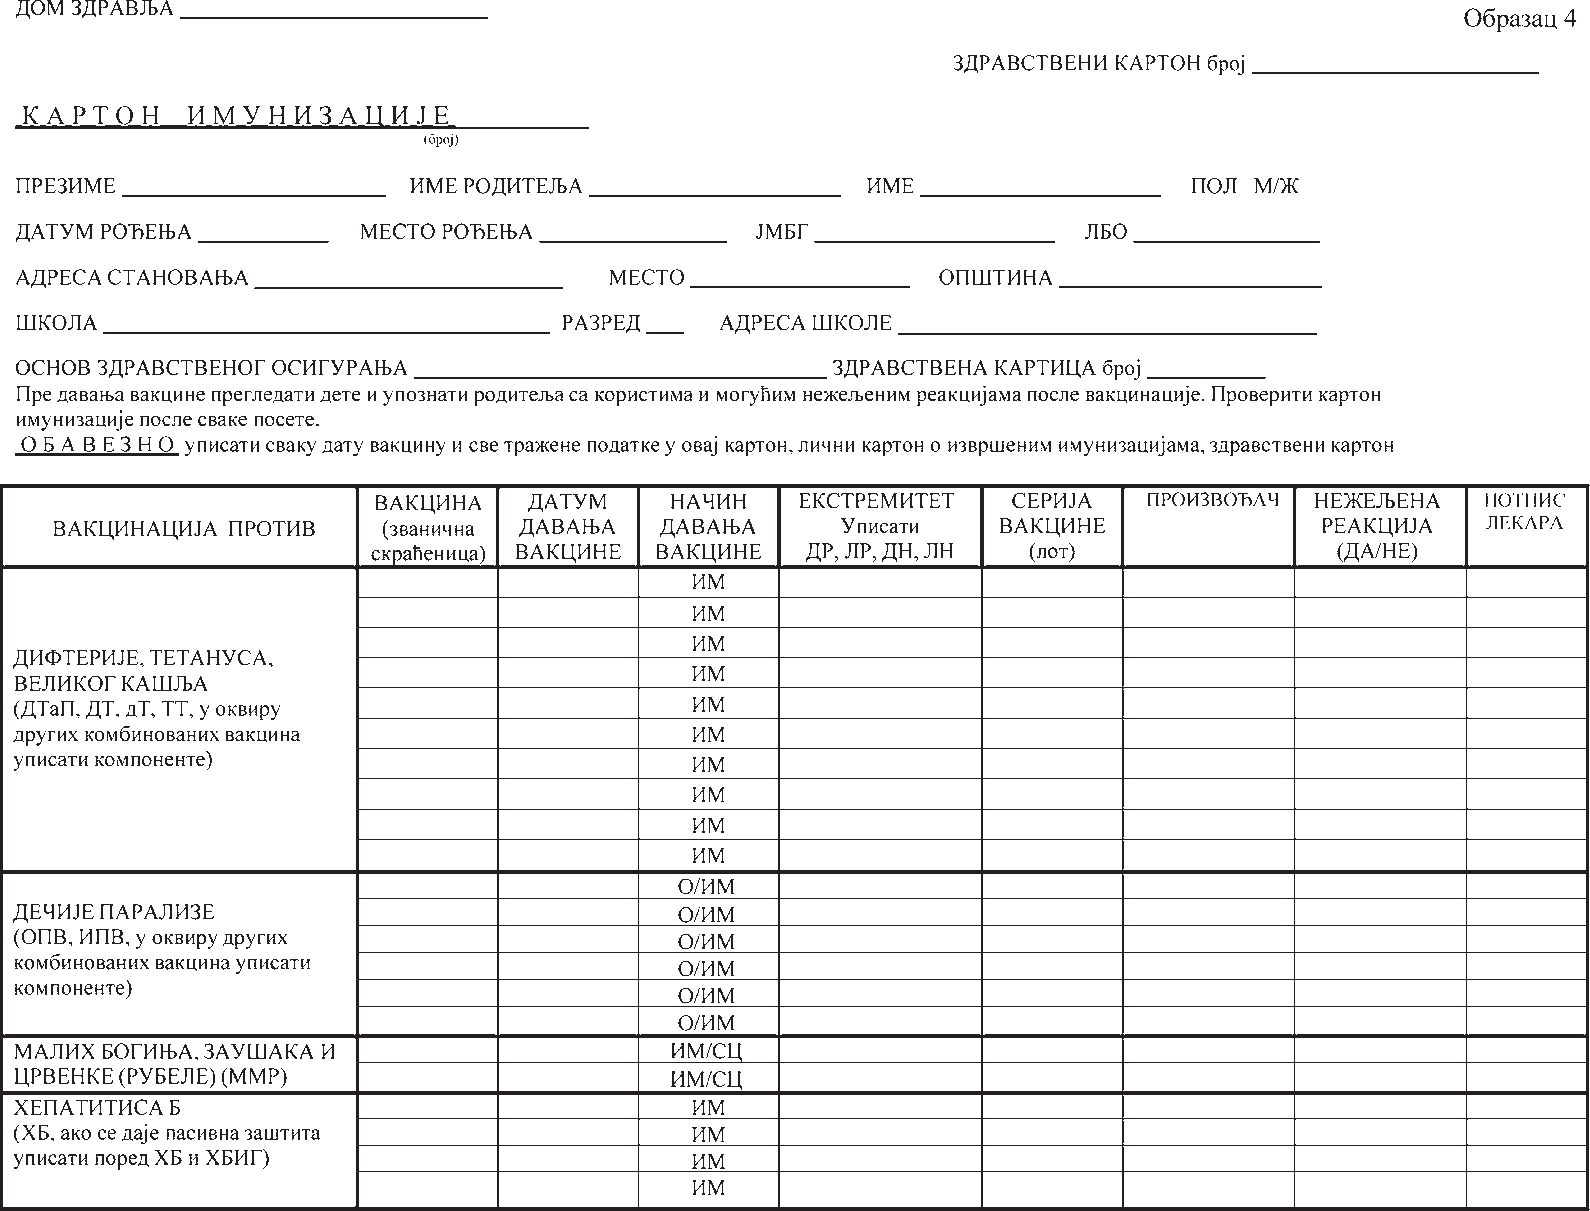 ДОМ ЗДРАВЉА
Образац 4
ЗДРАВСТВЕНИ КАРТОН број
КАРТОН ИМУНИЗАЦИЈЕ
(број)
ПРЕЗИМЕ ИМЕ РОДИТЕЉА ИМЕ ПОЛ М/Ж
ДАТУМ РОЂЕЊА МЕСТО РОЂЕЊА ЈМБГ ЛБО
АДРЕСА СТАНОВАЊА МЕСТО ОПШТИНА
ШКОЛА РАЗРЕД АДРЕСА ШКОЛЕ
ОСНОВ ЗДРАВСТВЕНОГ ОСИГУРАЊА ЗДРАВСТВЕНА КАРТИЦА број
Пре давања вакцине прегледати дете и упознати родитеља са користима и могућим нежељеним реакцијама после вакцинације. Проверити картон
имунизације после сваке посете.
ОБАВЕЗНО уписати сваку дату вакцину и све тражене податке у овај картон, лични картон о извршеним имунизацијама, здравствени картон
ВАКЦИНАЦИЈА ПРОТИВ
ВАКЦИНА
(званична
скраћеница)
ДАТУМ
ДАВАЊА
ВАКЦИНЕ
НАЧИН
ДАВАЊА
ВАКЦИНЕ
ЕКСТРЕМИТЕТ
Уписати
ДР, ЛР, ДН, ЛН
СЕРИЈА
ВАКЦИНЕ
(лот)
ПРОИЗВОЂАЧ
НЕЖЕЉЕНА
РЕАКЦИЈА
(ДА/НЕ)
ПОТПИС
ЛЕКАРА
ДИФТЕРИЈЕ, ТЕТАНУСА,
ВЕЛИКОГ КАШЉА
(ДТаП, ДТ, дТ, ТТ, у оквиру
других комбинованих вакцина
уписати компоненте)
ИМ
ИМ
ИМ
ИМ
ИМ
ИМ
ИМ
ИМ
ИМ
ИМ
ДЕЧИЈЕ ПАРАЛИЗЕ
(ОПВ, ИПВ, у оквиру других
комбинованих вакцина уписати
компоненте)
О/ИМ
О/ИМ
О/ИМ
О/ИМ
О/ИМ
О/ИМ
МАЛИХ БОГИЊА, ЗАУШАКА И
ЦРВЕНКЕ (РУБЕЛЕ) (ММР)
ИМ/СЦ
ИМ/СЦ
ХЕПАТИТИСА Б
(ХБ, ако се даје пасивна заштита
уписати поред ХБ и ХБИГ)
ИМ
ИМ
ИМ
ИМ